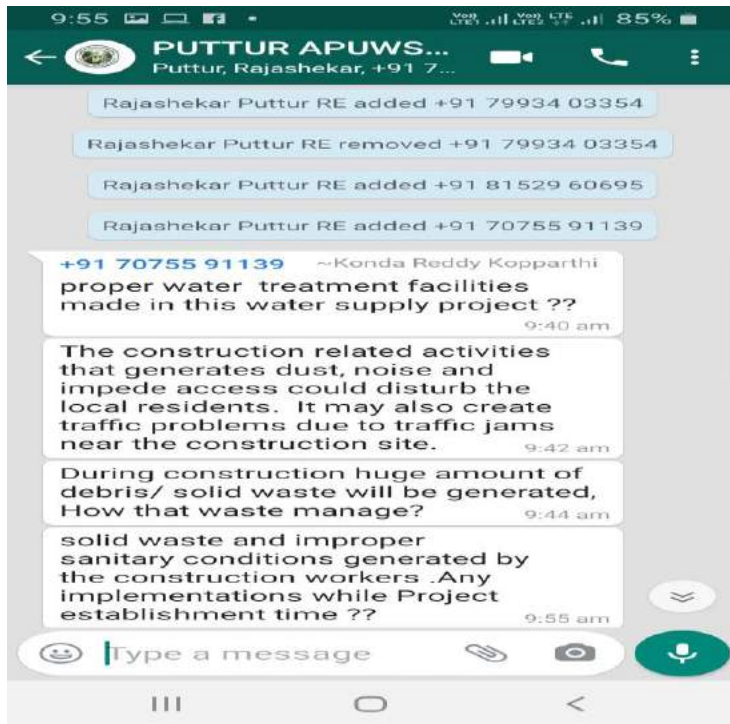 9:55 85%
PUTTUR APUWS...
Puttur, Rajashekar, +91 7...
Rajashekar Puttur RE added +91 79934 03354
Rajashekar Puttur RE removed +91 79934 03354
Rajashekar Puttur RE added +91 81529 60695
Rajashekar Puttur RE added +91 70755 91139
+91 70755 91139 ~Konda Reddy Kopparthi
proper water treatment facilities
made in this water supply project ??
9:40 am
The construction related activities
that generates dust, noise and
impede access could disturb the
local residents. It may also create
traffic problems due to traffic jams
near the construction site.
9:42 am
During construction huge amount of
debris/ solid waste will be generated,
How that waste manage?
9:44 am
solid waste and improper
sanitary conditions generated by
the construction workers .Any
implementations while Project
establishment time ??
9:55 am
Type a message